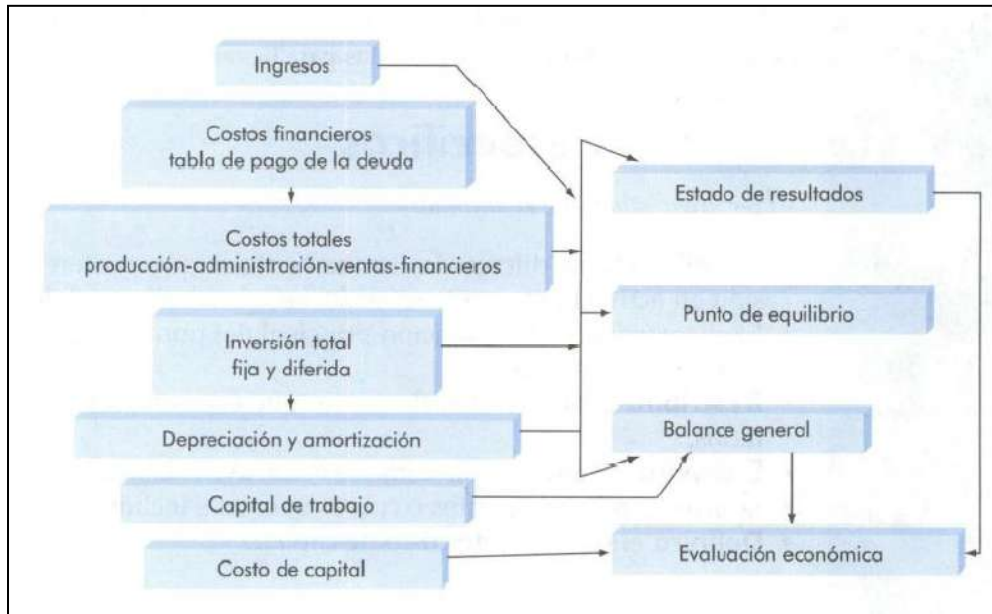 Ingresos
Costos financieros
tabla de pago de la deuda
Costos totales
producción-administración-ventas-financieros
Inversión total
fija y diferida
Depreciación y amortización
Capital de trabajo
Costo de capital
Estado de resultados
Punto de equilibrio
Balance general
Evaluación económica